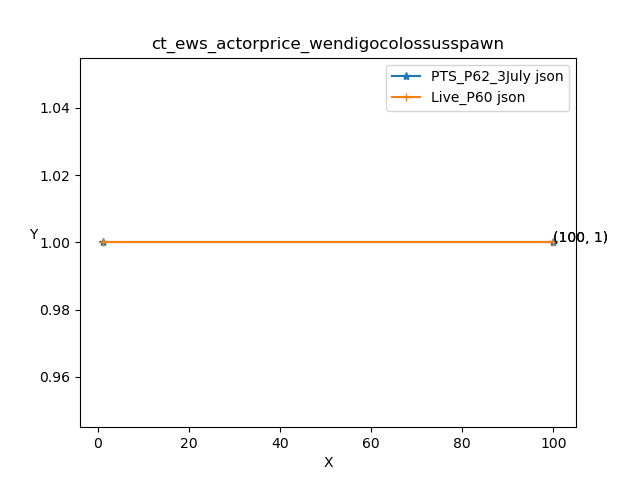 ct_ews_actorprice_wendigocolossusspawn
PTS_P62_3July json
Live_P60 json
1.04
1.02
1.00
0.98
0.96
Y
(100, 1)
0 20 40 60 80 100
X